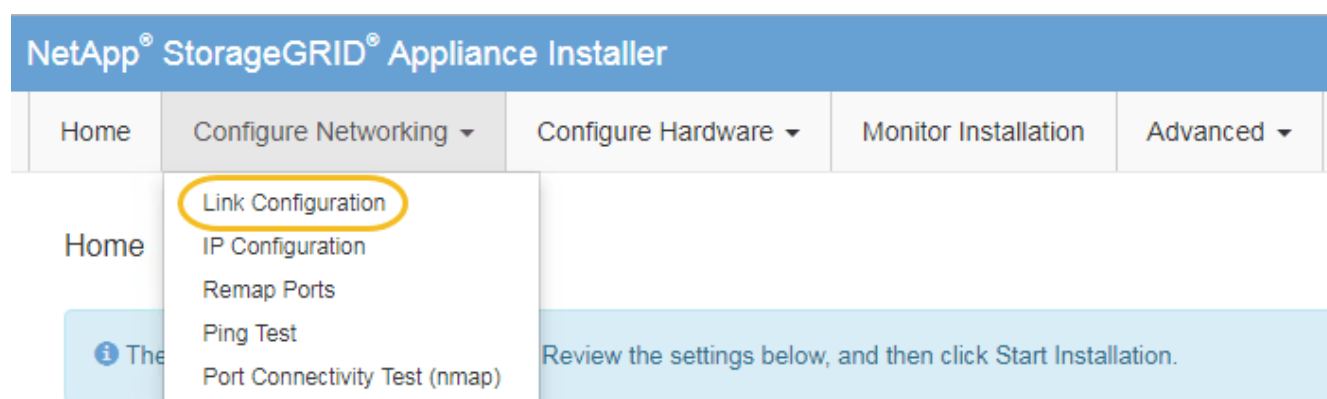 NetApp® StorageGRID® Appliance Installer
Home Configure Networking Configure Hardware Monitor Installation Advanced
Link Configuration
Home IP Configuration
Remap Ports
Ping Test
The Review the settings below, and then click Start Installation.
Port Connectivity Test (nmap)